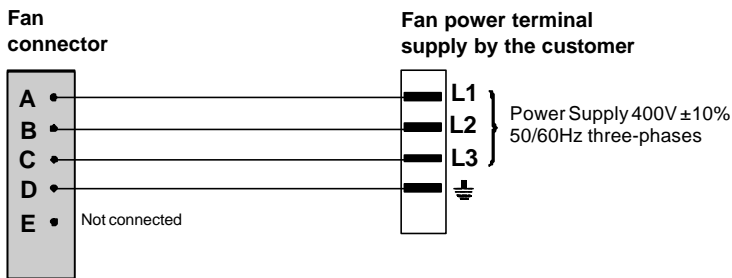 Fan
connector
Fan power terminal
supply by the customer
A
B
C
D
E
Not connected
L1
L2
L3
Power Supply 400V ±10%
50/60Hz three-phases